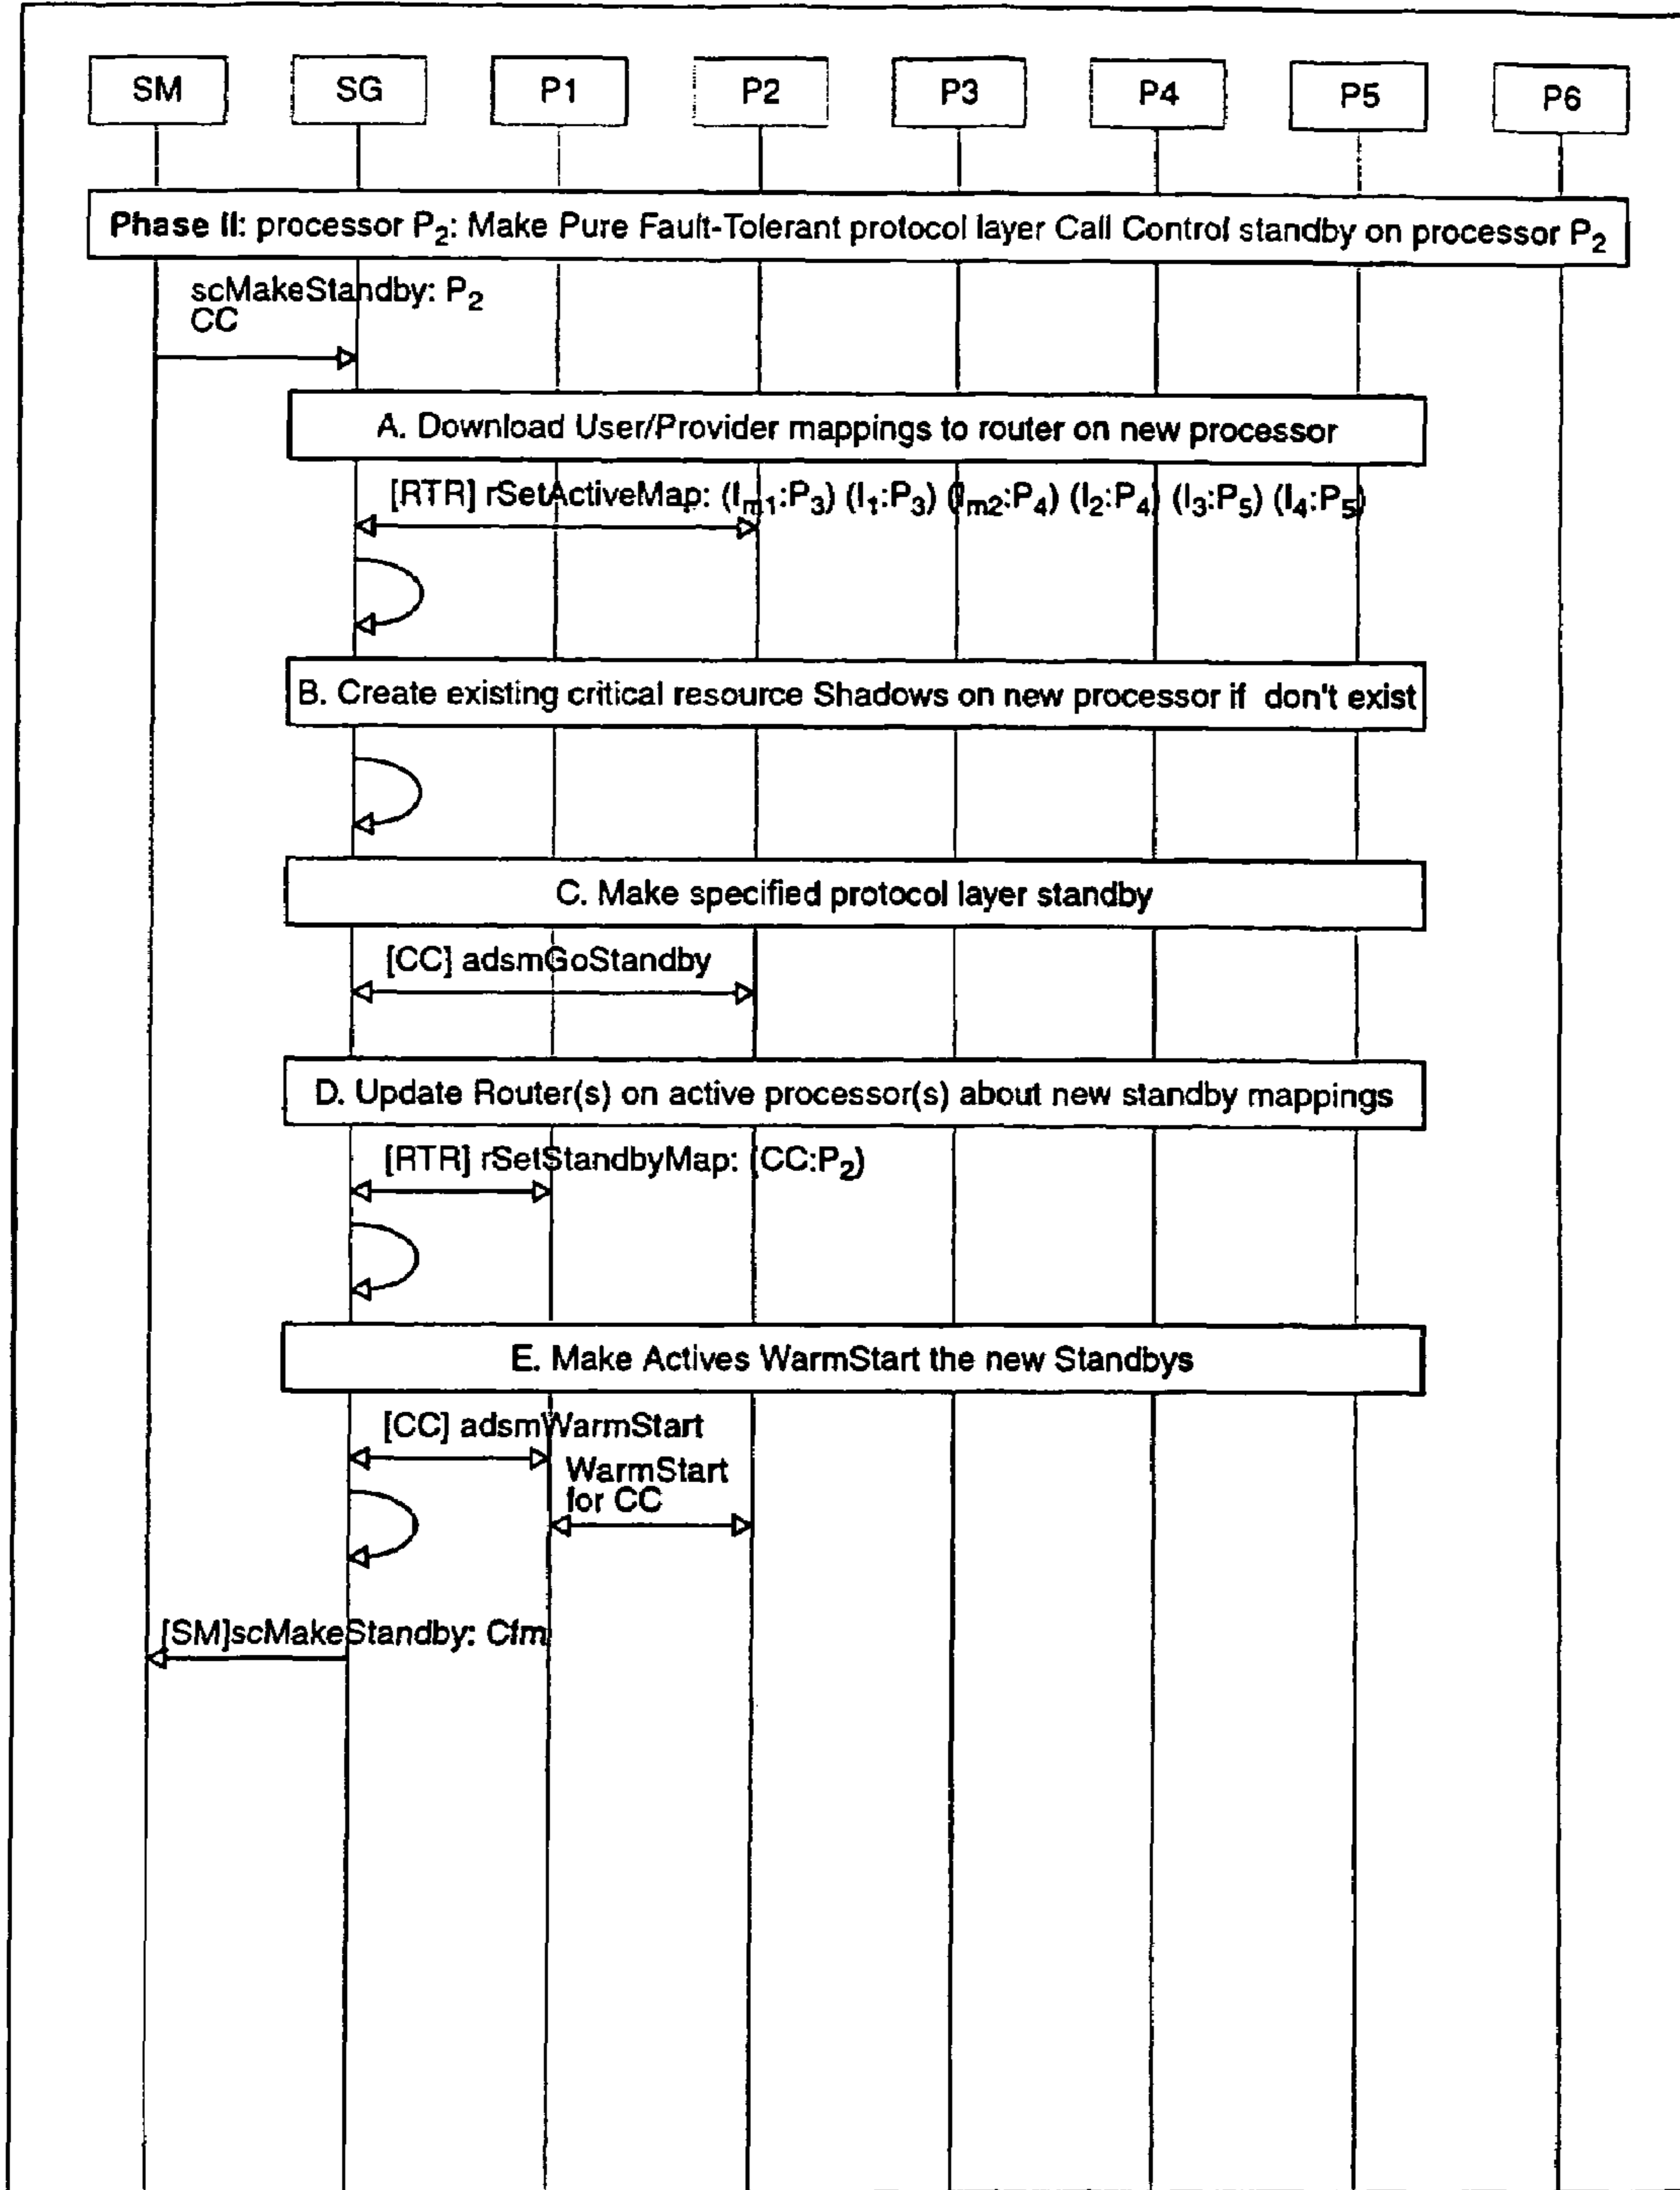 SM SG P1 P2 P3 P4 P5 P6
Phase II: processor P₂: Make Pure Fault-Tolerant protocol layer Call Control standby on processor P₂
scMakeStandby: P₂
CC
A. Download User/Provider mappings to router on new processor
[RTR] rSetActiveMap: (Iₘ₁:P₃) (I₁:P₃) (Iₘ₂:P₄) (I₂:P₄) (I₃:P₅) (I₄:P₅)
B. Create existing critical resource Shadows on new processor if don't exist
C. Make specified protocol layer standby
[CC] adsmGoStandby
D. Update Router(s) on active processor(s) about new standby mappings
[RTR] rSetStandbyMap: (CC:P₂)
E. Make Actives WarmStart the new Standbys
[CC] adsmWarmStart
WarmStart
for CC
[SM]scMakeStandby: Cfm